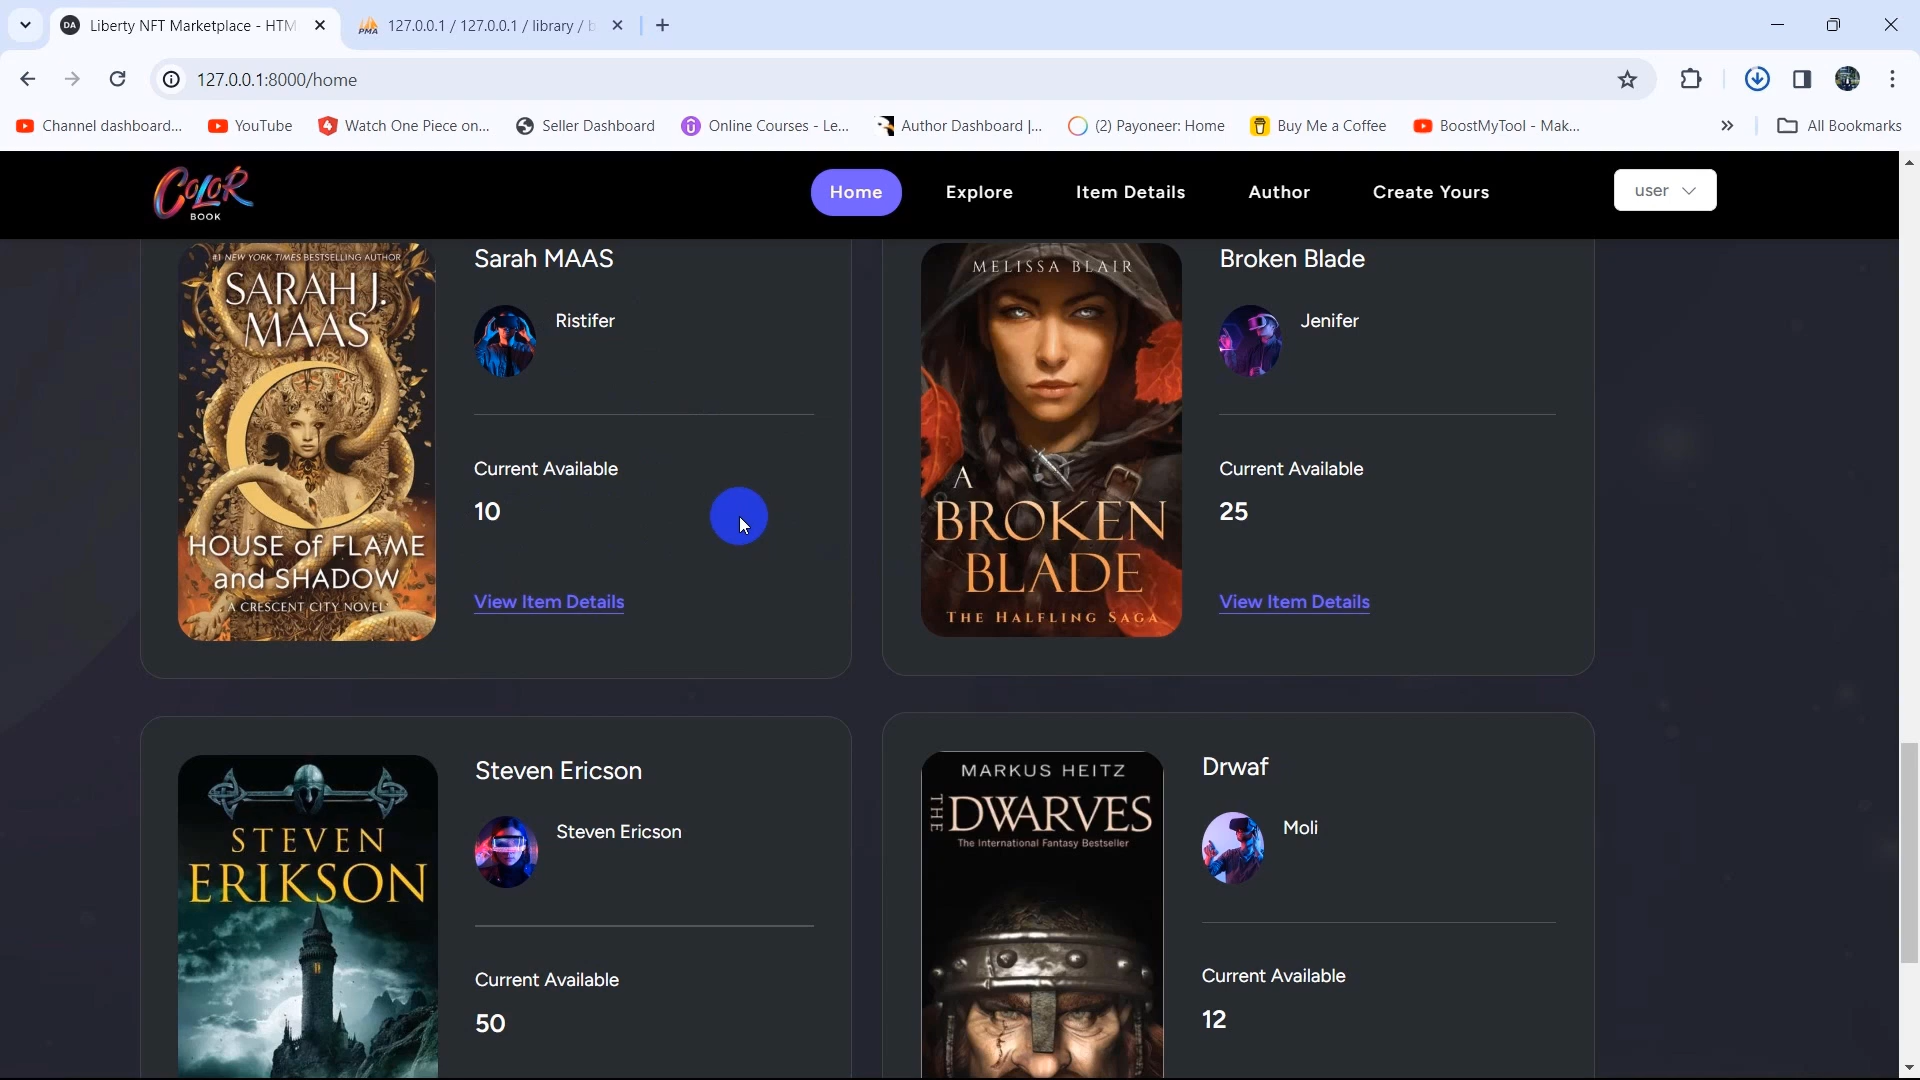 DA Liberty NFT Marketplace - HTM
PMA 127.0.0.1 / 127.0.0.1 / library / b
127.0.0.1:8000/home
Channel dashboard...
YouTube
Watch One Piece on...
Seller Dashboard
Online Courses - Le...
Author Dashboard |...
(2) Payoneer: Home
Buy Me a Coffee
BoostMyTool - Mak...
All Bookmarks
COLOR
BOOK
Home
Explore
Item Details
Author
Create Yours
user
#1 NEW YORK TIMES BESTSELLING AUTHOR
SARAH J.
MAAS
HOUSE of FLAME
and SHADOW
A CRESCENT CITY NOVEL
Sarah MAAS
Ristifer
Current Available
10
View Item Details
MELISSA BLAIR
A
BROKEN
BLADE
THE HALFLING SAGA
Broken Blade
Jenifer
Current Available
25
View Item Details
STEVEN
ERIKSON
Steven Ericson
Steven Ericson
Current Available
50
MARKUS HEITZ
THE
DWARVES
The International Fantasy Bestseller
Drwaf
Moli
Current Available
12